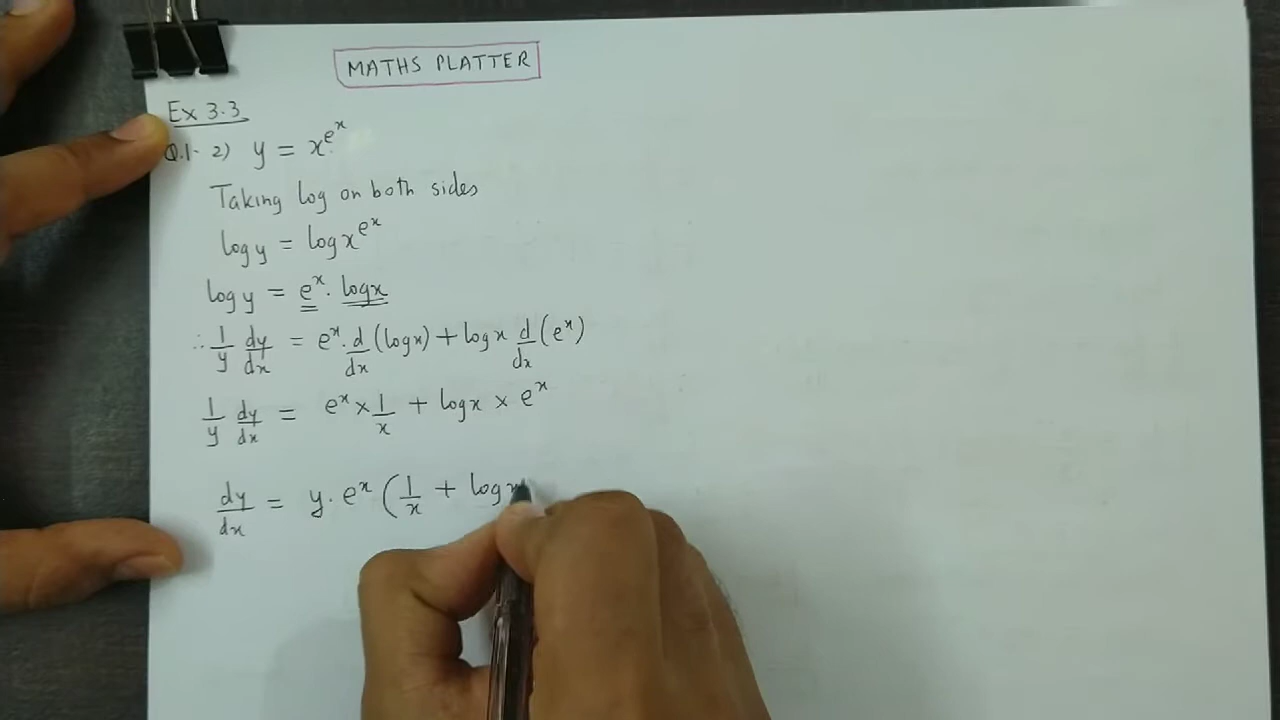 MATHS PLATTER
Ex 3.3
Q.1- 2) y = x^{e^x}
Taking log on both sides
log y = log x^{e^x}
log y = e^x . log x
∴ 1/y dy/dx = e^x . d/dx (log x) + log x d/dx (e^x)
1/y dy/dx = e^x × 1/x + log x × e^x
dy/dx = y . e^x ( 1/x + log x